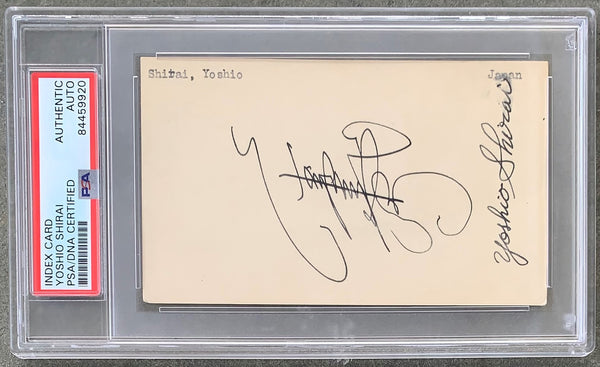 INDEX CARD
YOSHIO SHIRAI
PSA/DNA CERTIFIED
PSA
AUTHENTIC
AUTO
84459920
Shirai, Yoshio Japan
Yoshio Shirai